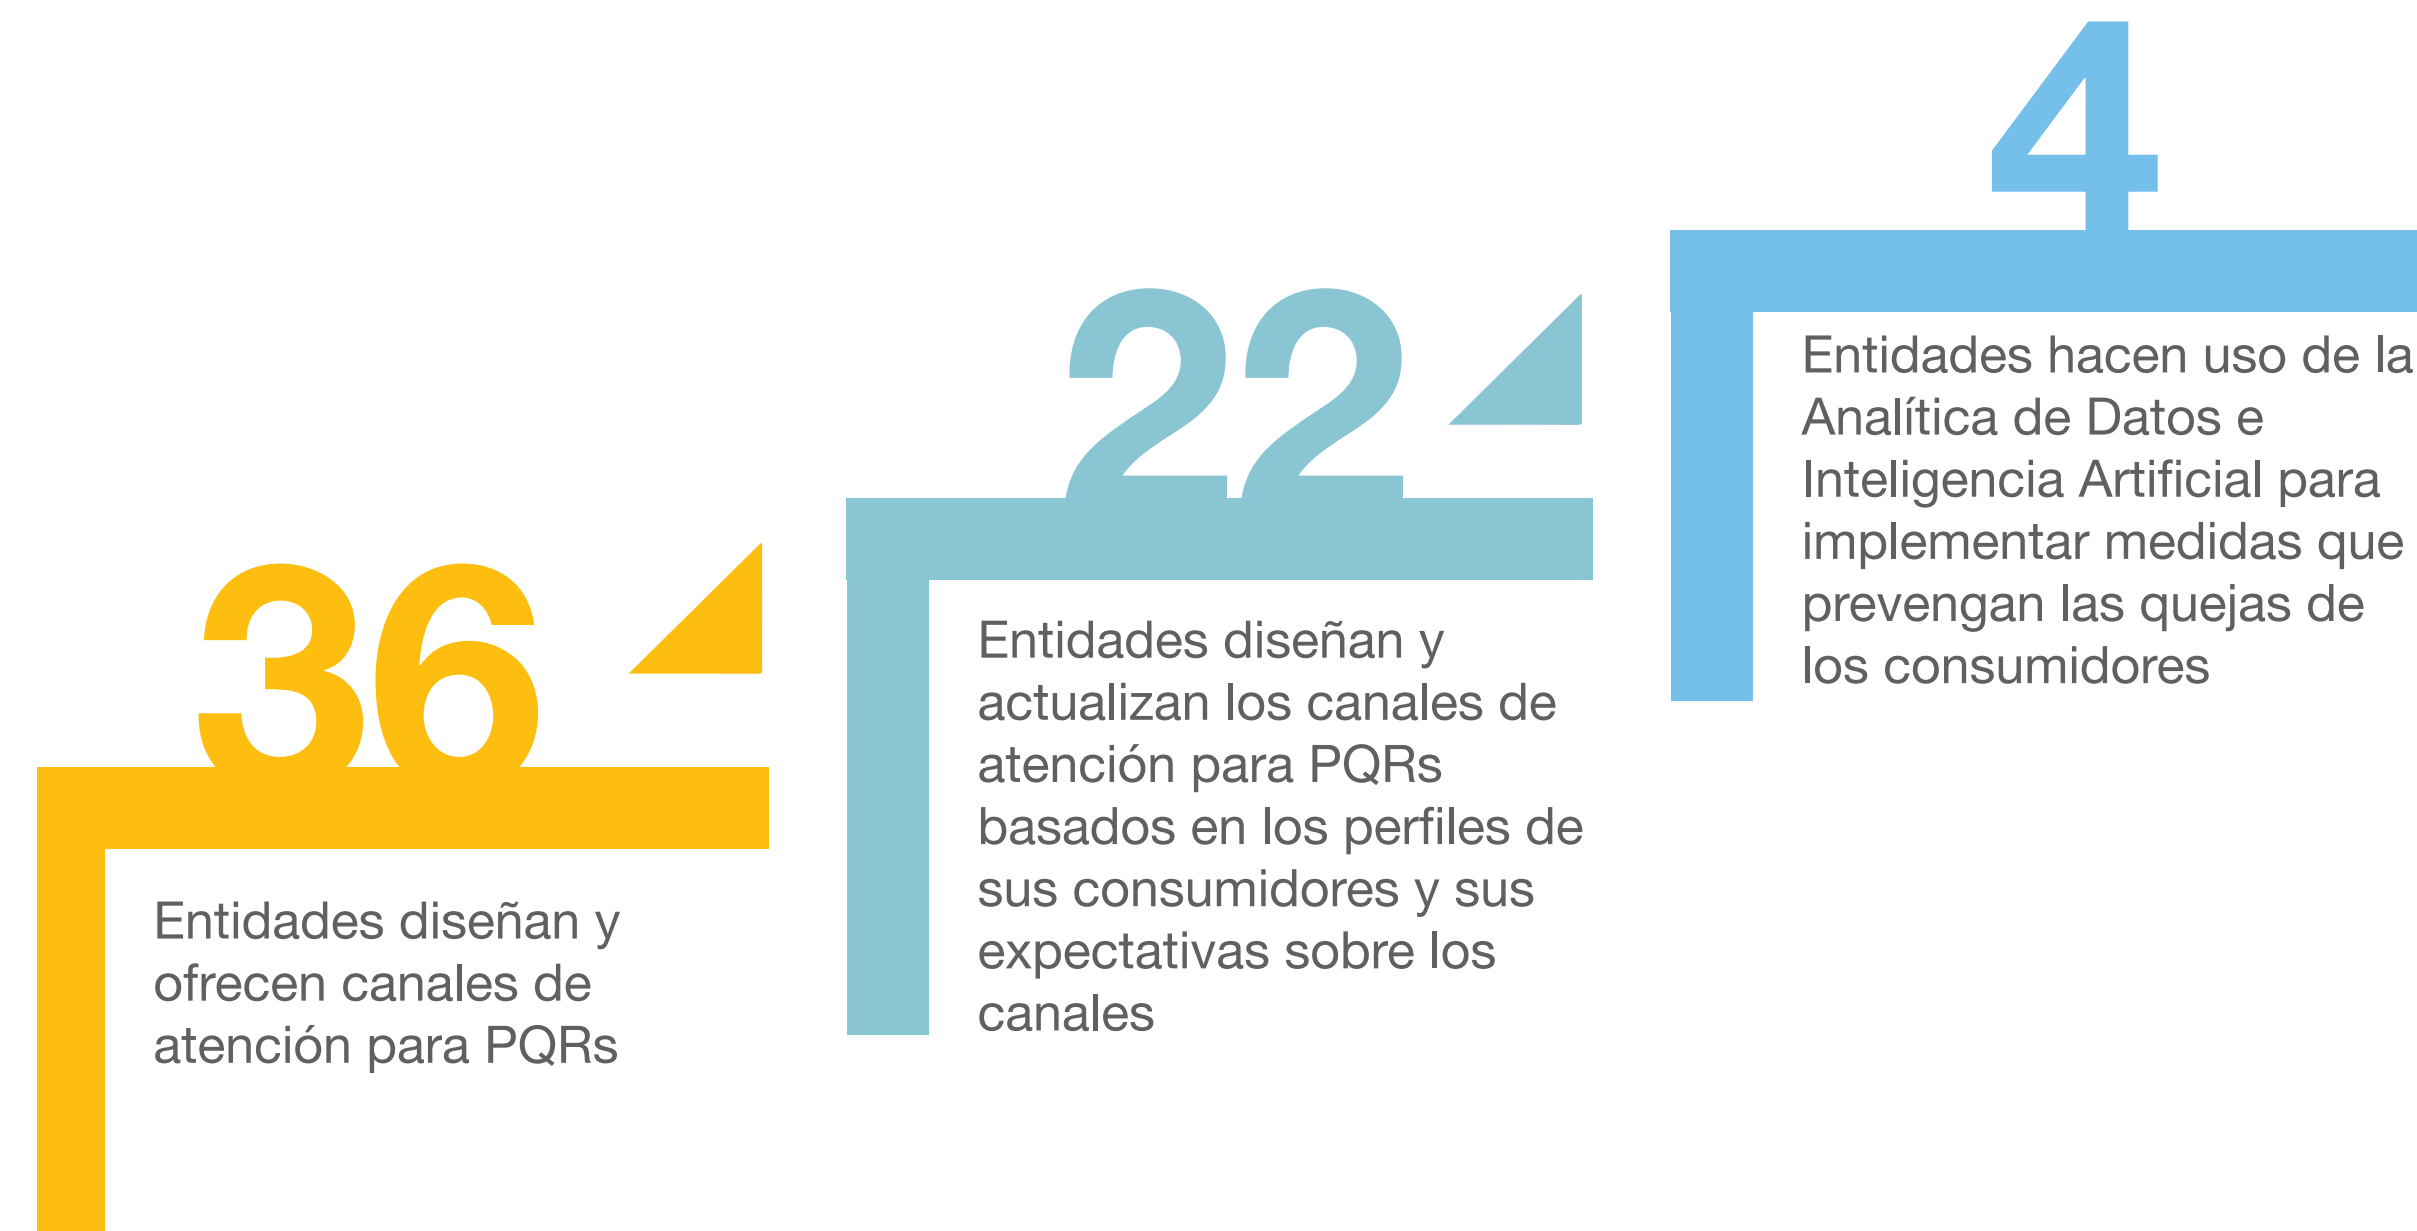 36
Entidades diseñan y
ofrecen canales de
atención para PQRs
22
Entidades diseñan y
actualizan los canales de
atención para PQRs
basados en los perfiles de
sus consumidores y sus
expectativas sobre los
canales
4
Entidades hacen uso de la
Analítica de Datos e
Inteligencia Artificial para
implementar medidas que
prevengan las quejas de
los consumidores